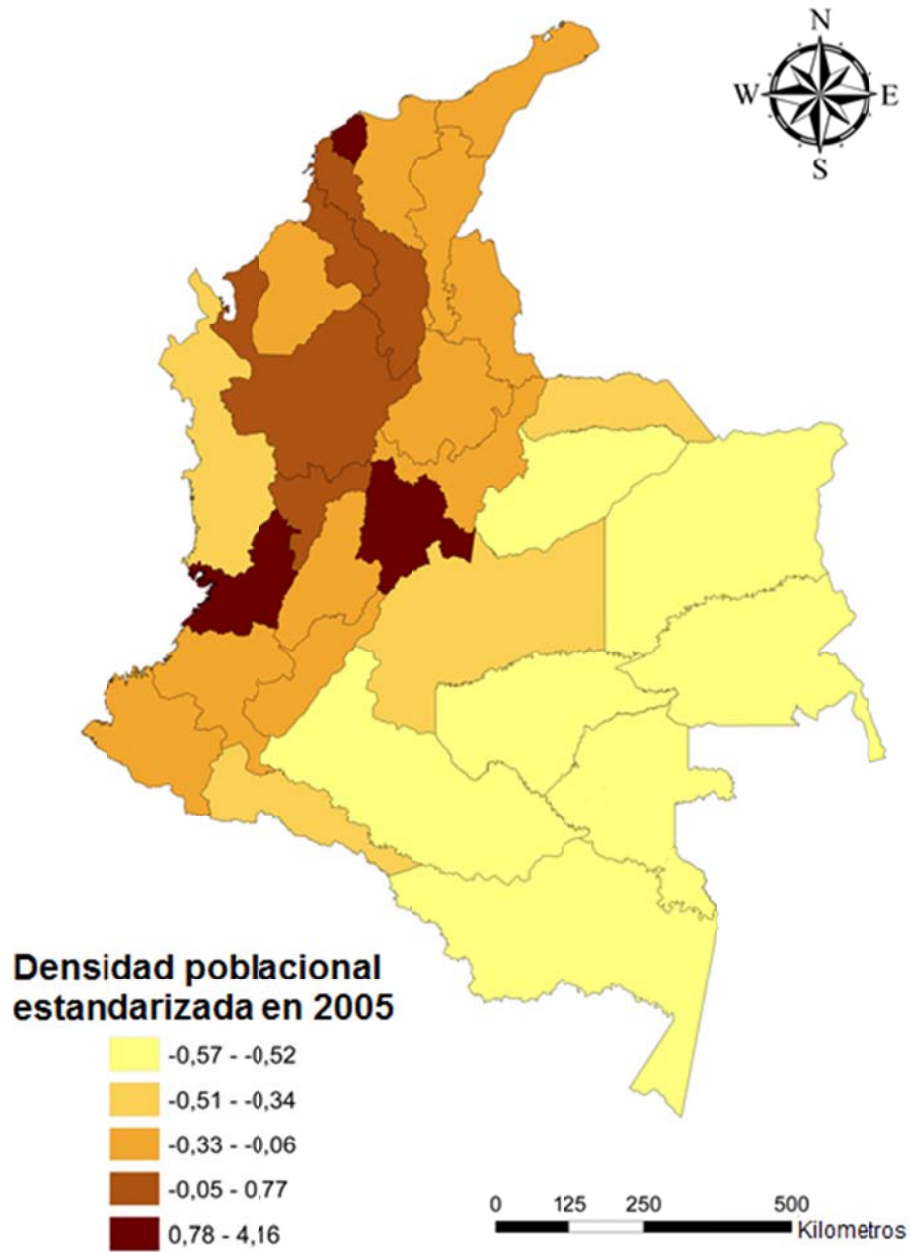 N
W E
S
Densidad poblacional
estandarizada en 2005
-0,57 - -0,52
-0,51 - -0,34
-0,33 - -0,06
-0,05 - 0,77
0,78 - 4,16
0 125 250 500
Kilometros